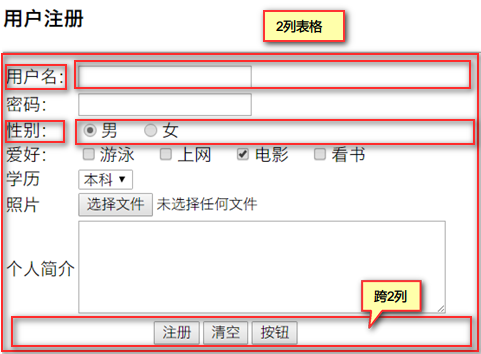 用户注册
2列表格
用户名：
密码：
性别： 男 女
爱好： 游泳 上网 电影 看书
学历 本科
照片 选择文件 未选择任何文件
个人简介
跨2列
注册 清空 按钮